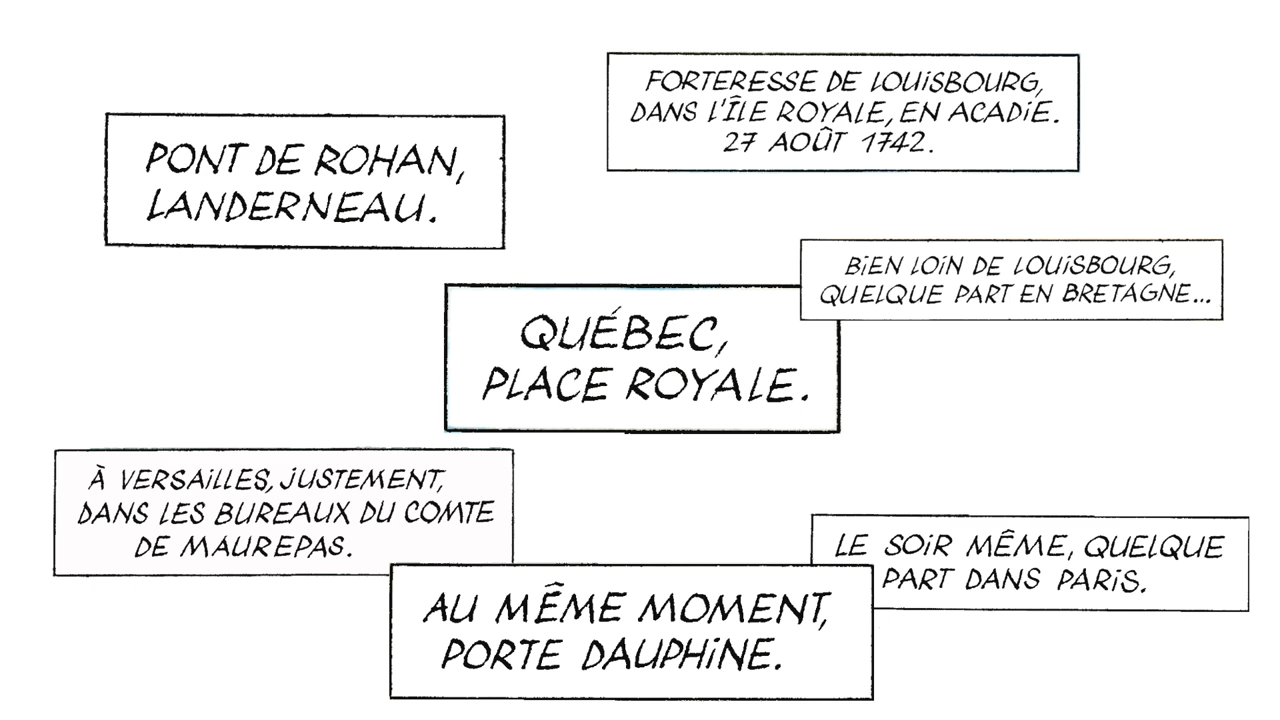 FORTERESSE DE LOUiSBOURG,
DANS L'ÎLE ROYALE, EN ACADiE.
27 AOÛT 1742.
PONT DE ROHAN,
LANDERNEAU.
BiEN LOiN DE LOUiSBOURG,
QUELQUE PART EN BRETAGNE...
QUÉBEC,
PLACE ROYALE.
À VERSAiLLES, JUSTEMENT,
DANS LES BUREAUX DU COMTE
DE MAUREPAS.
LE SOiR MÊME, QUELQUE
PART DANS PARiS.
AU MÊME MOMENT,
PORTE DAUPHiNE.